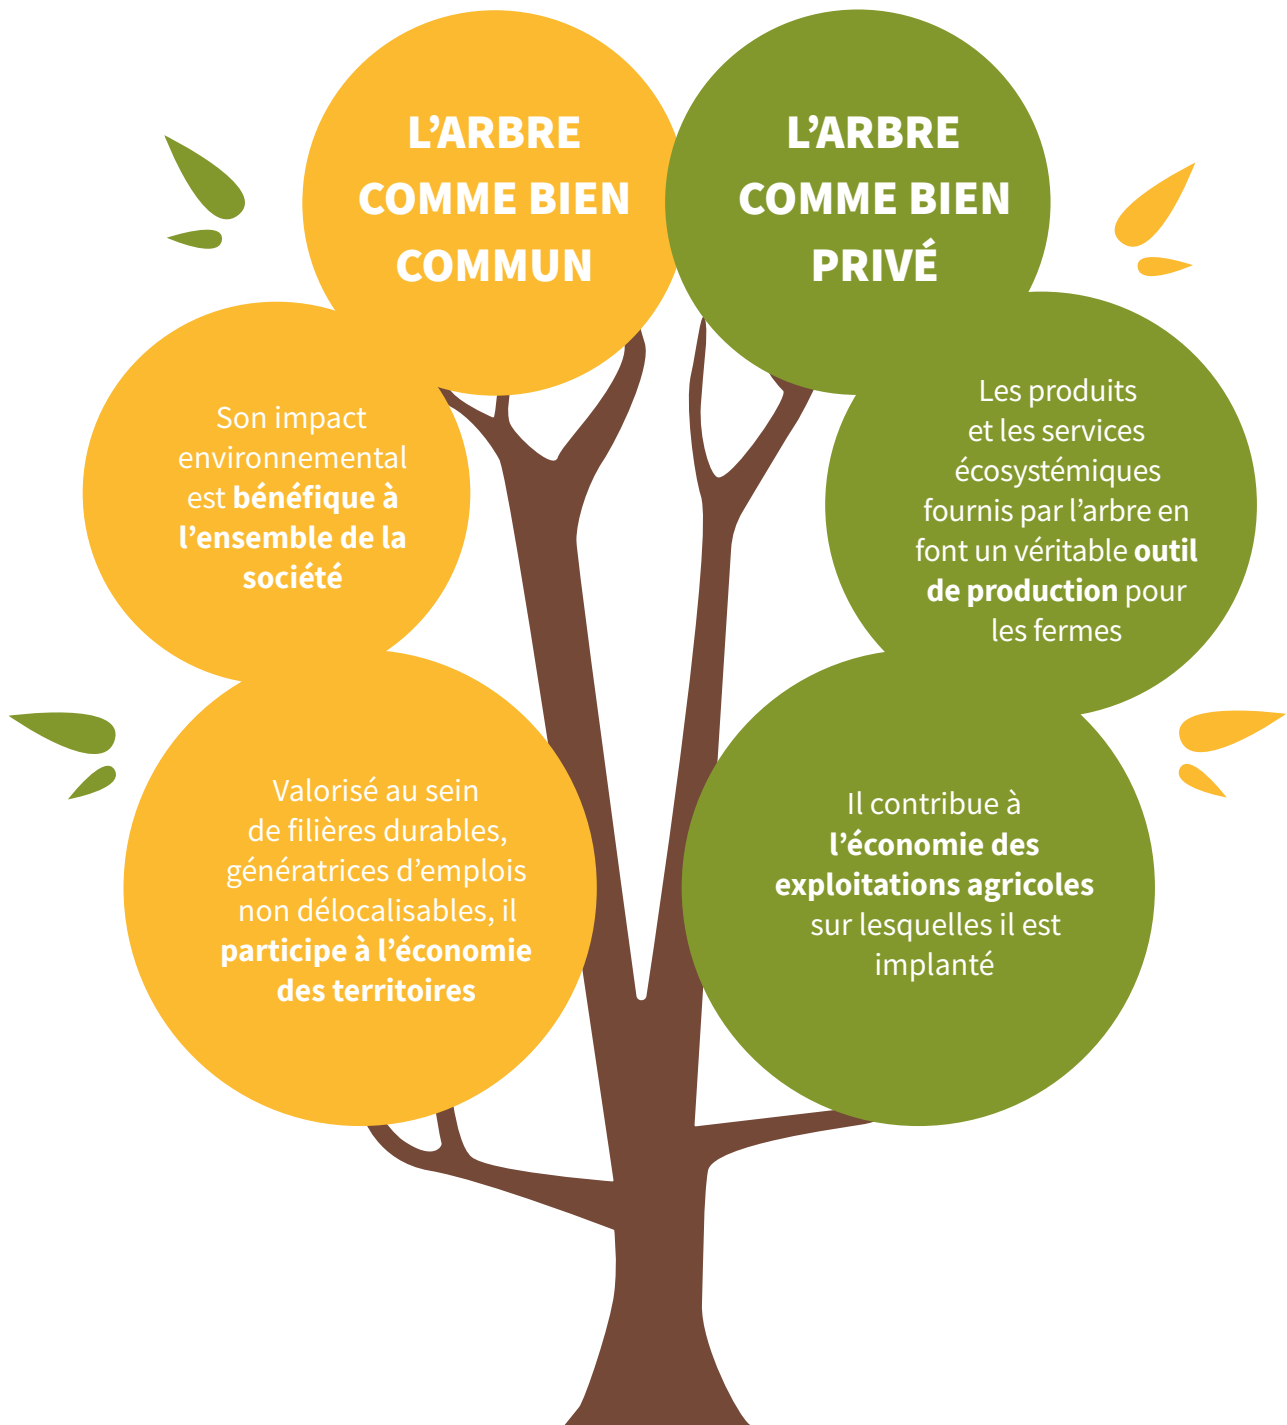 L’ARBRE
COMME BIEN
COMMUN
Son impact
environnemental
est bénéfique à
l’ensemble de la
société
Valorisé au sein
de filières durables,
génératrices d’emplois
non délocalisables, il
participe à l’économie
des territoires
L’ARBRE
COMME BIEN
PRIVÉ
Les produits
et les services
écosystémiques
fournis par l’arbre en
font un véritable outil
de production pour
les fermes
Il contribue à
l’économie des
exploitations agricoles
sur lesquelles il est
implanté